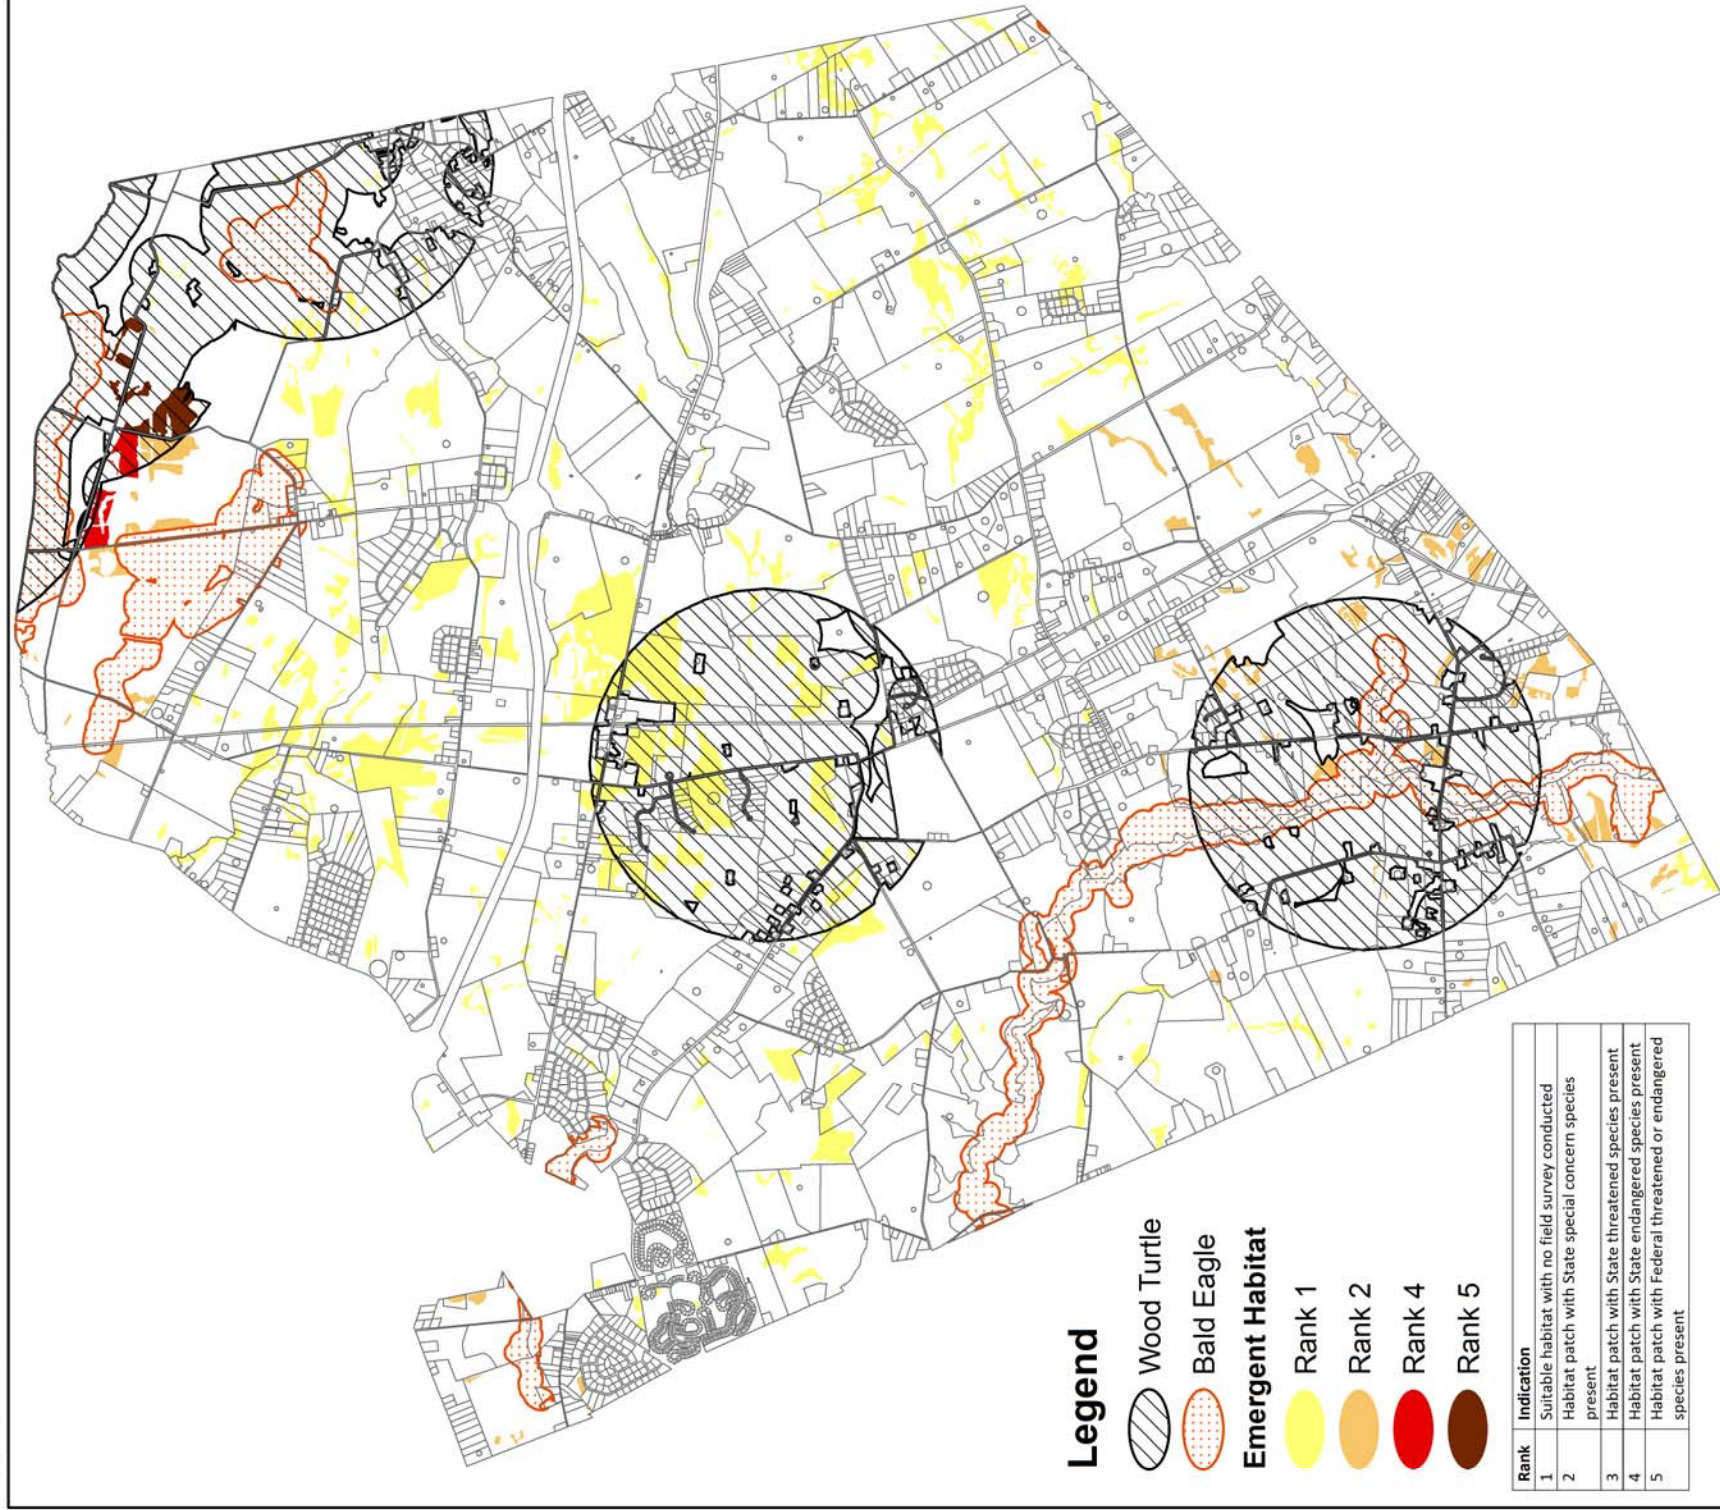 Legend
Wood Turtle
Bald Eagle
Emergent Habitat
Rank 1
Rank 2
Rank 4
Rank 5
Rank Indication
1 Suitable habitat with no field survey conducted
2 Habitat patch with State special concern species
present
3 Habitat patch with State threatened species present
4 Habitat patch with State endangered species present
5 Habitat patch with Federal threatened or endangered
species present